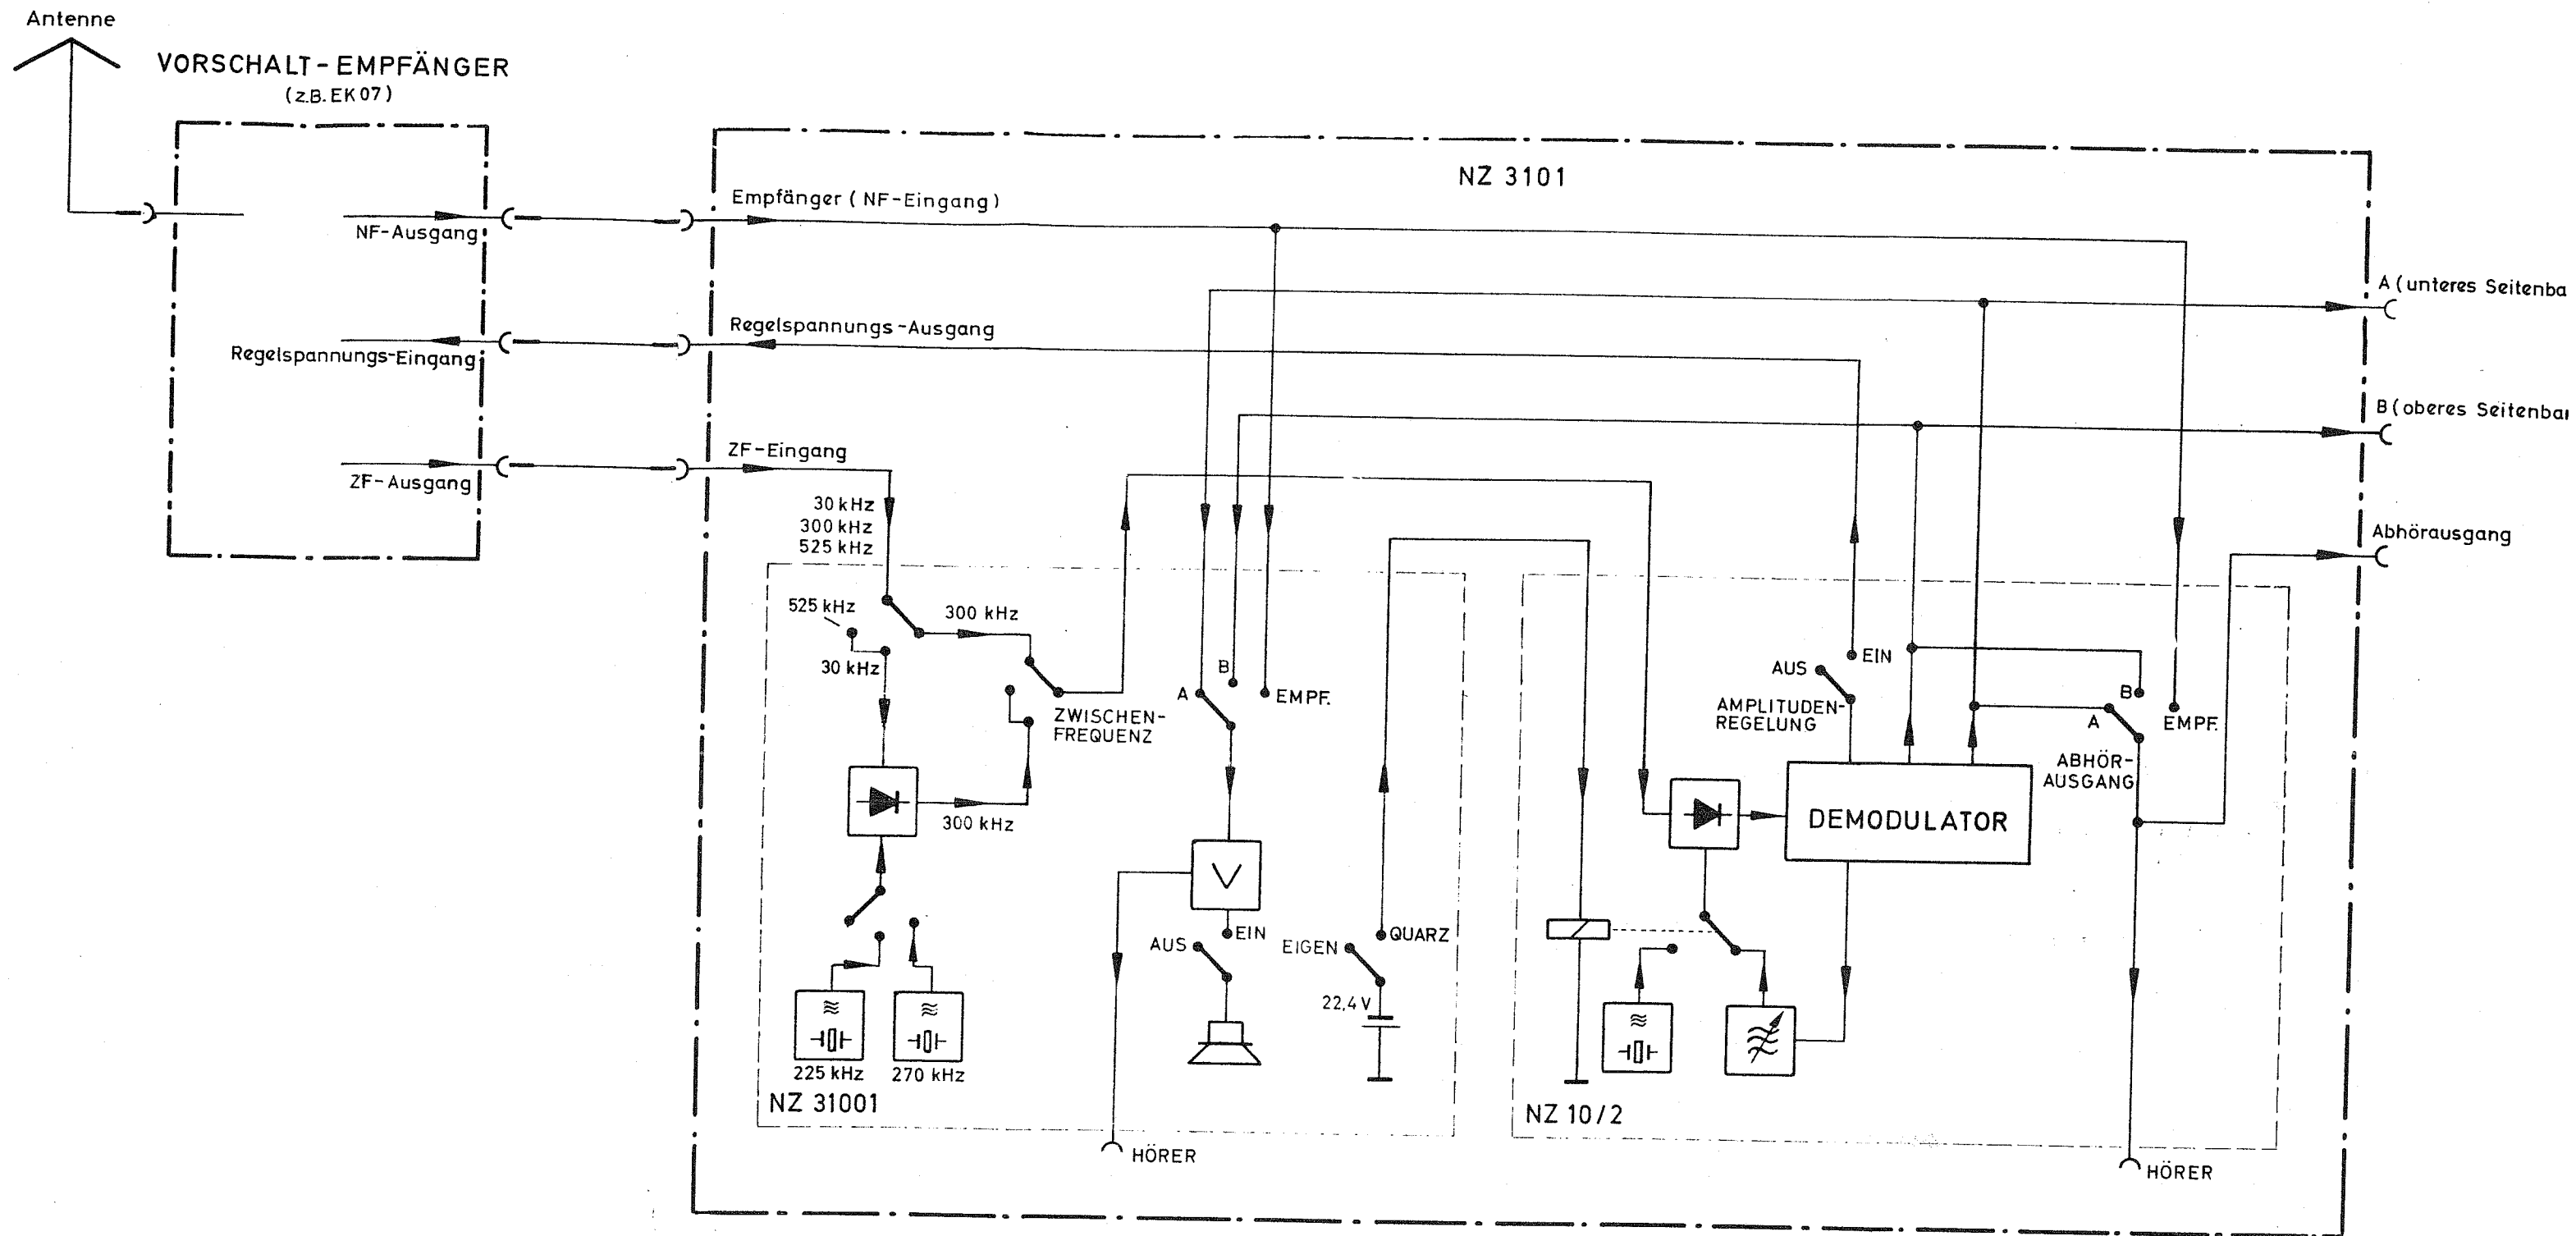 Antenne
VORSCHALT-EMPFÄNGER
(z.B. EK 07)
NZ 3101
Empfänger (NF-Eingang)
NF-Ausgang
A (unteres Seitenba
Regelspannungs-Ausgang
Regelspannungs-Eingang
B (oberes Seitenba
ZF-Eingang
ZF-Ausgang
30 kHz
300 kHz
525 kHz
Abhörausgang
525 kHz
300 kHz
30 kHz
ZWISCHEN-
FREQUENZ
A
B
EMPF.
AUS
EIN
AMPLITUDEN-
REGELUNG
B
A
EMPF.
ABHÖR-
AUSGANG
300 kHz
DEMODULATOR
V
AUS
EIN
EIGEN
QUARZ
22,4 V
225 kHz
270 kHz
NZ 31001
NZ 10/2
HÖRER
HÖRER